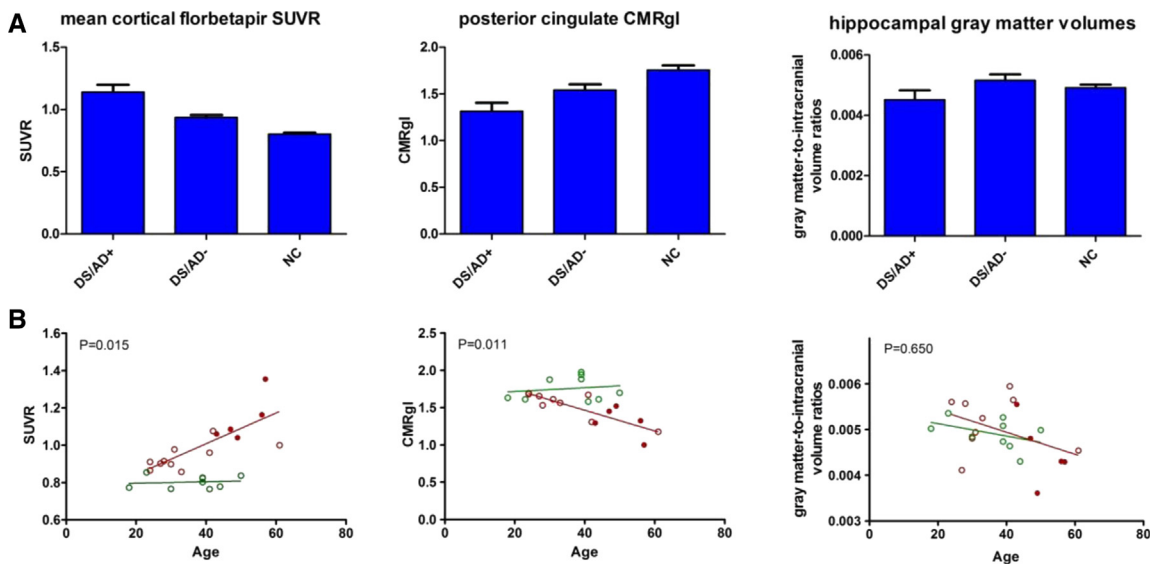 A
mean cortical florbetapir SUVR
posterior cingulate CMRgl
hippocampal gray matter volumes
SUVR
1.5
1.0
0.5
0.0
DS/AD+
DS/AD-
NC
CMRgl
2.0
1.5
1.0
0.5
0.0
DS/AD+
DS/AD-
NC
gray matter-to-intracranial
volume ratios
0.006
0.004
0.002
0.000
DS/AD+
DS/AD-
NC
B
SUVR
1.6
1.4
1.2
1.0
0.8
0.6
P=0.015
0
20
40
60
80
Age
CMRgl
2.5
2.0
1.5
1.0
0.5
0.0
P=0.011
0
20
40
60
80
Age
gray matter-to-intracranial
volume ratios
0.006
0.005
0.004
0.003
P=0.650
0
20
40
60
80
Age